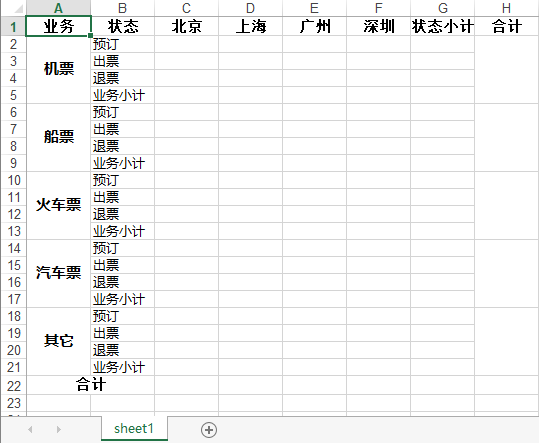 A B C D E F G H
1 业务 状态 北京 上海 广州 深圳 状态小计 合计
2 机票 预订
3 出票
4 退票
5 业务小计
6 船票 预订
7 出票
8 退票
9 业务小计
10 火车票 预订
11 出票
12 退票
13 业务小计
14 汽车票 预订
15 出票
16 退票
17 业务小计
18 其它 预订
19 出票
20 退票
21 业务小计
22 合计
23
sheet1